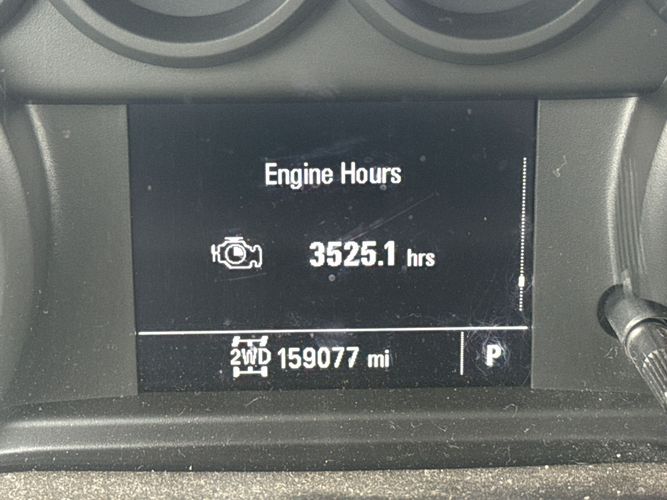 Engine Hours
3525.1 hrs
2WD 159077 mi P